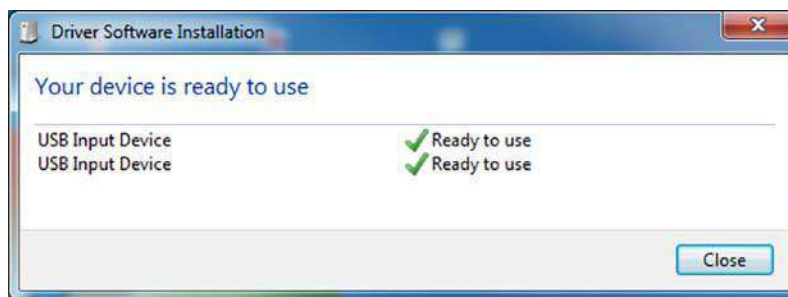 Driver Software Installation
Your device is ready to use
USB Input Device Ready to use
USB Input Device Ready to use
Close